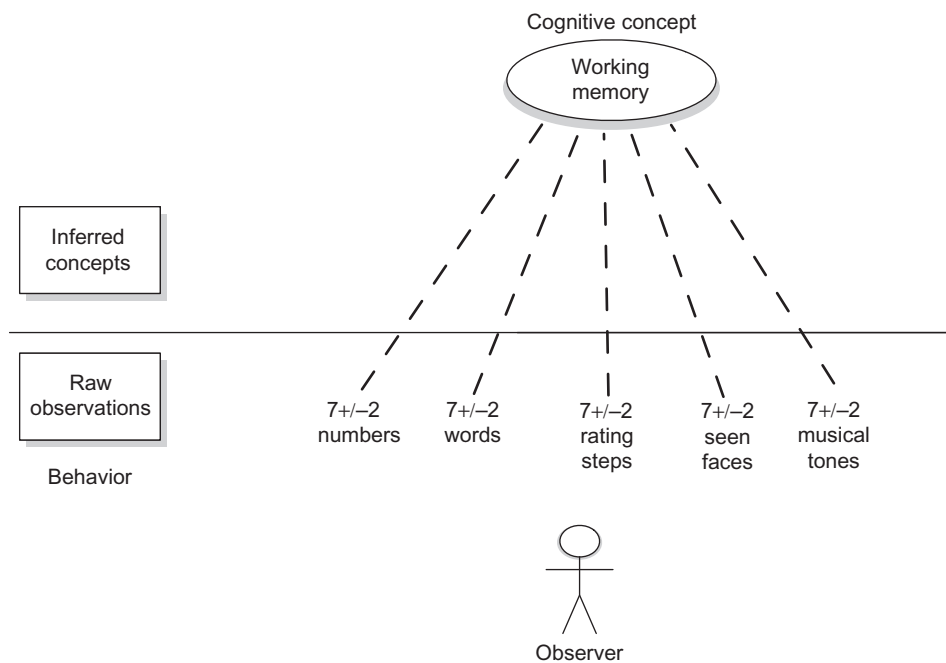 Cognitive concept
Working
memory
Inferred
concepts
Raw
observations
Behavior
7+/–2
numbers
7+/–2
words
7+/–2
rating
steps
7+/–2
seen
faces
7+/–2
musical
tones
Observer